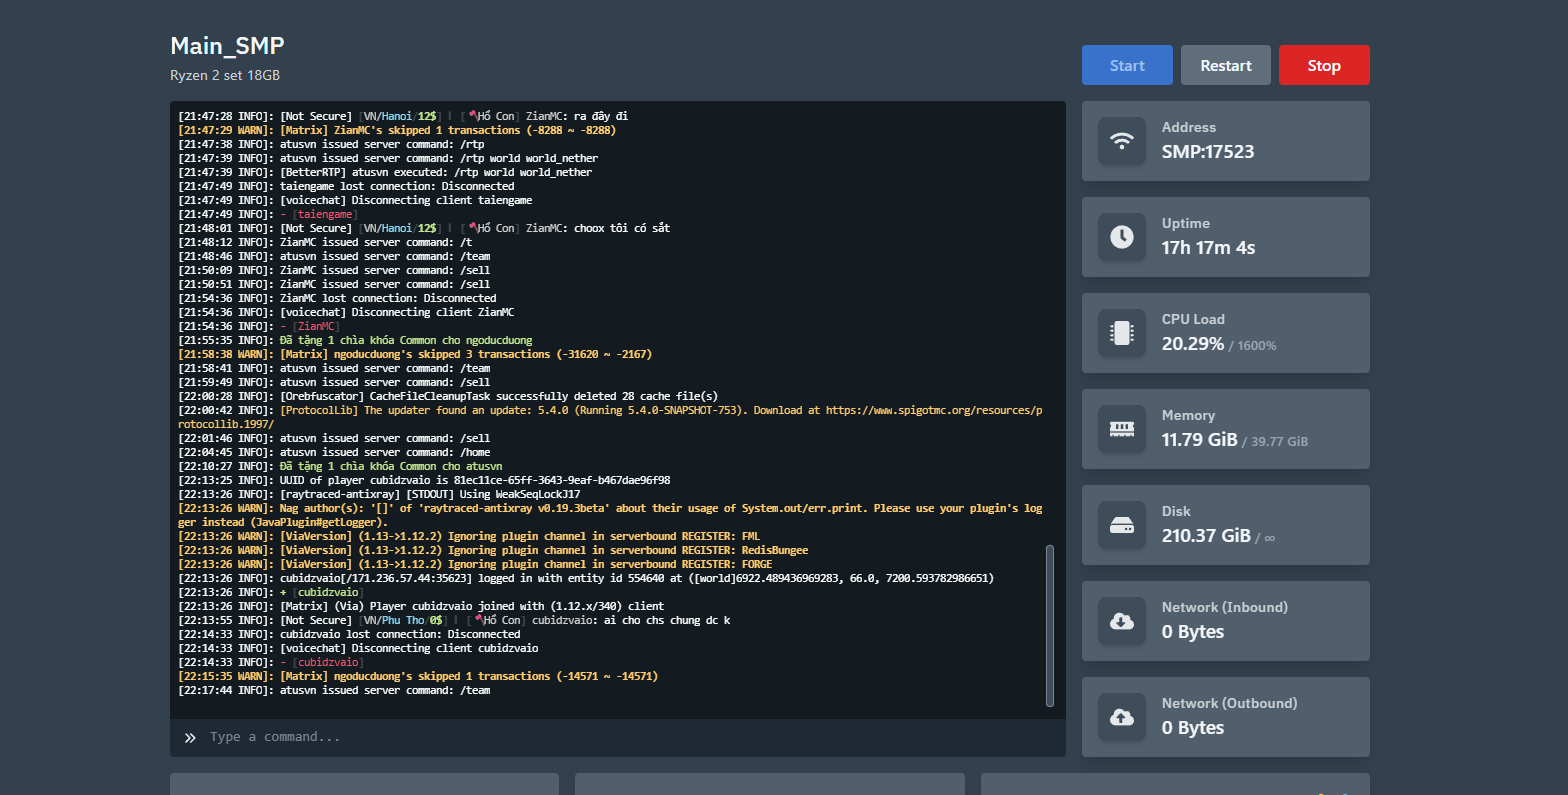 Main_SMP
Ryzen 2 set 18GB
Start
Restart
Stop
[21:47:28 INFO]: [Not Secure] [VN/Hanoi/12$] | [🪓Hổ Con] ZianMC: ra đây đi
[21:47:29 WARN]: [Matrix] ZianMC's skipped 1 transactions (-8288 ~ -8288)
[21:47:38 INFO]: atusvn issued server command: /rtp
[21:47:39 INFO]: atusvn issued server command: /rtp world world_nether
[21:47:39 INFO]: [BetterRTP] atusvn executed: /rtp world world_nether
[21:47:49 INFO]: taiengame lost connection: Disconnected
[21:47:49 INFO]: [voicechat] Disconnecting client taiengame
[21:47:49 INFO]: - [taiengame]
[21:48:01 INFO]: [Not Secure] [VN/Hanoi/12$] | [🪓Hổ Con] ZianMC: choox tôi có sắt
[21:48:12 INFO]: ZianMC issued server command: /t
[21:48:46 INFO]: atusvn issued server command: /team
[21:50:09 INFO]: ZianMC issued server command: /sell
[21:50:51 INFO]: ZianMC issued server command: /sell
[21:54:36 INFO]: ZianMC lost connection: Disconnected
[21:54:36 INFO]: [voicechat] Disconnecting client ZianMC
[21:54:36 INFO]: - [ZianMC]
[21:55:35 INFO]: Đã tặng 1 chìa khóa Common cho ngoducduong
[21:58:38 WARN]: [Matrix] ngoducduong's skipped 3 transactions (-31620 ~ -2167)
[21:58:41 INFO]: atusvn issued server command: /team
[21:59:49 INFO]: atusvn issued server command: /sell
[22:00:28 INFO]: [Orebfuscator] CacheFileCleanupTask successfully deleted 28 cache file(s)
[22:00:42 INFO]: [ProtocolLib] The updater found an update: 5.4.0 (Running 5.4.0-SNAPSHOT-753). Download at https://www.spigotmc.org/resources/p
rotocollib.1997/
[22:01:46 INFO]: atusvn issued server command: /sell
[22:04:45 INFO]: atusvn issued server command: /home
[22:10:27 INFO]: Đã tặng 1 chìa khóa Common cho atusvn
[22:13:25 INFO]: UUID of player cubidzvaio is 81ec11ce-65ff-3643-9eaf-b467dae96f98
[22:13:26 INFO]: [raytraced-antixray] [STDOUT] Using WeakSeqLockJ17
[22:13:26 WARN]: Nag author(s): '[]' of 'raytraced-antixray v0.19.3beta' about their usage of System.out/err.print. Please use your plugin's log
ger instead (JavaPlugin#getLogger).
[22:13:26 WARN]: [ViaVersion] (1.13->1.12.2) Ignoring plugin channel in serverbound REGISTER: FML
[22:13:26 WARN]: [ViaVersion] (1.13->1.12.2) Ignoring plugin channel in serverbound REGISTER: RedisBungee
[22:13:26 WARN]: [ViaVersion] (1.13->1.12.2) Ignoring plugin channel in serverbound REGISTER: FORGE
[22:13:26 INFO]: cubidzvaio[/171.236.57.44:35623] logged in with entity id 554640 at ([world]6922.489436969283, 66.0, 7200.593782986651)
[22:13:26 INFO]: + [cubidzvaio]
[22:13:26 INFO]: [Matrix] (Via) Player cubidzvaio joined with (1.12.x/340) client
[22:13:55 INFO]: [Not Secure] [VN/Phu Tho/0$] | [🪓Hổ Con] cubidzvaio: ai cho chs chung dc k
[22:14:33 INFO]: cubidzvaio lost connection: Disconnected
[22:14:33 INFO]: [voicechat] Disconnecting client cubidzvaio
[22:14:33 INFO]: - [cubidzvaio]
[22:15:35 WARN]: [Matrix] ngoducduong's skipped 1 transactions (-14571 ~ -14571)
[22:17:44 INFO]: atusvn issued server command: /team
Type a command...
Address
SMP:17523
Uptime
17h 17m 4s
CPU Load
20.29% / 1600%
Memory
11.79 GiB / 39.77 GiB
Disk
210.37 GiB / ∞
Network (Inbound)
0 Bytes
Network (Outbound)
0 Bytes